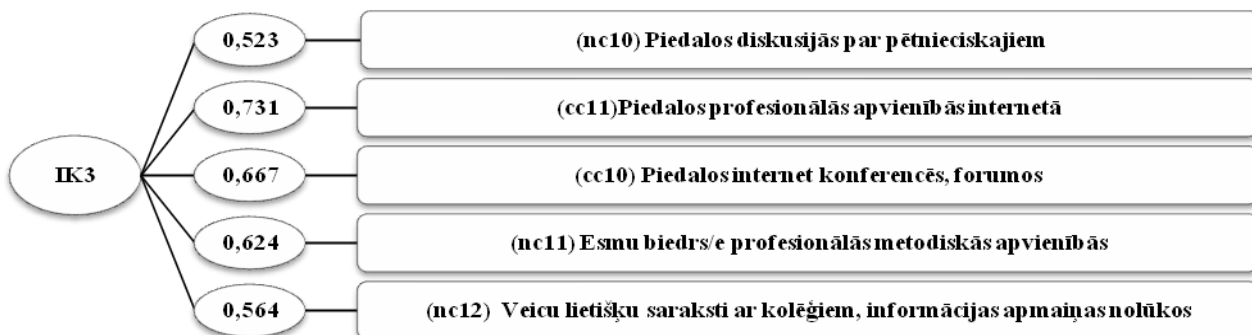 0,523
(nc10) Piedalos diskusijās par pētnieciskajiem
0,731
(cc11)Piedalos profesionālās apvienībās internetā
IK3
0,667
(cc10) Piedalos internet konferencēs, forumos
0,624
(nc11) Esmu biedrs/e profesionālās metodiskās apvienībās
0,564
(nc12) Veicu lietišķu saraksti ar kolēģiem, informācijas apmaiņas nolūkos